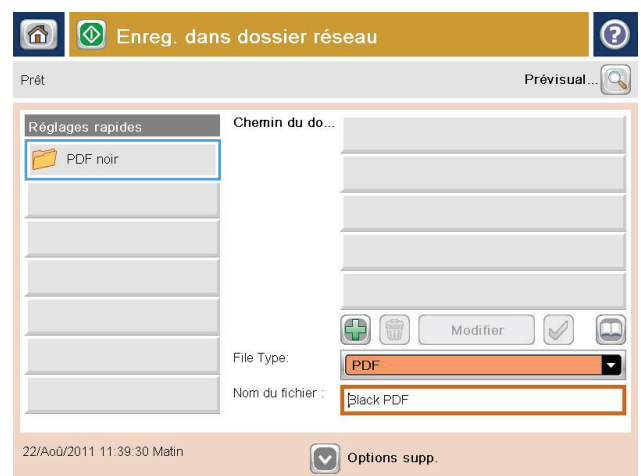 Enreg. dans dossier réseau
Prêt
Prévisual...
Réglages rapides
PDF noir
Chemin du do...
Modifier
File Type:
PDF
Nom du fichier :
Black PDF
22/Aoû/2011 11:39:30 Matin
Options supp.